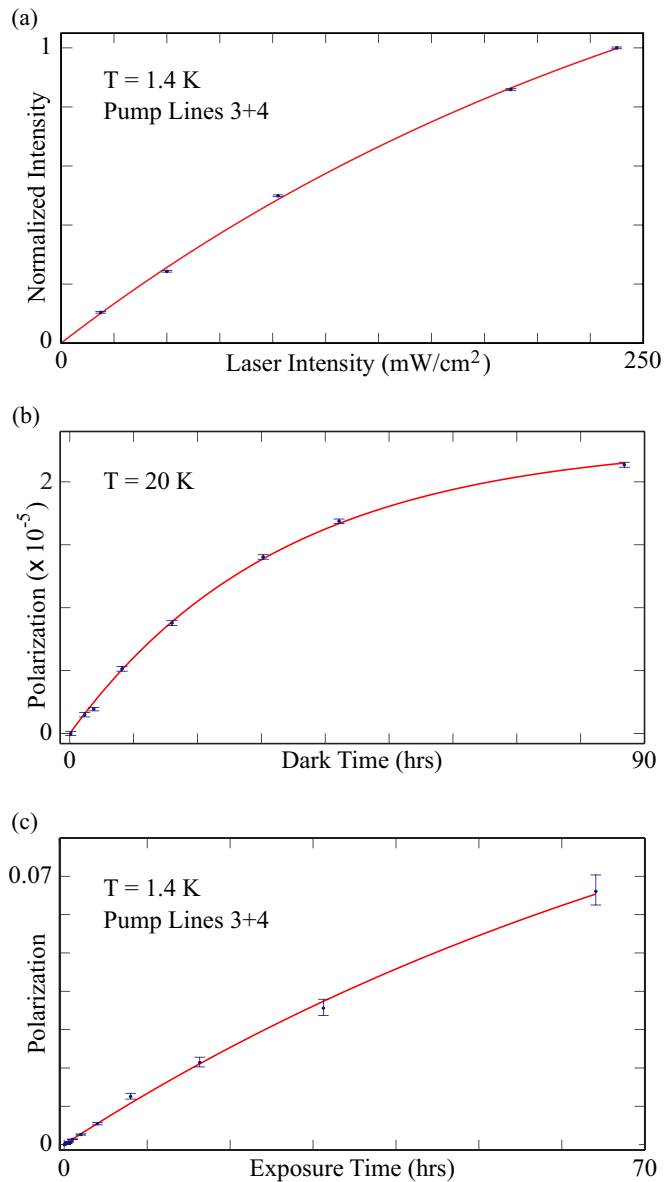 (a)
1
T = 1.4 K
Pump Lines 3+4
Normalized Intensity
0
0
Laser Intensity (mW/cm²)
250
(b)
2
T = 20 K
Polarization (x 10⁻⁵)
0
0
Dark Time (hrs)
90
(c)
0.07
T = 1.4 K
Pump Lines 3+4
Polarization
0
0
Exposure Time (hrs)
70